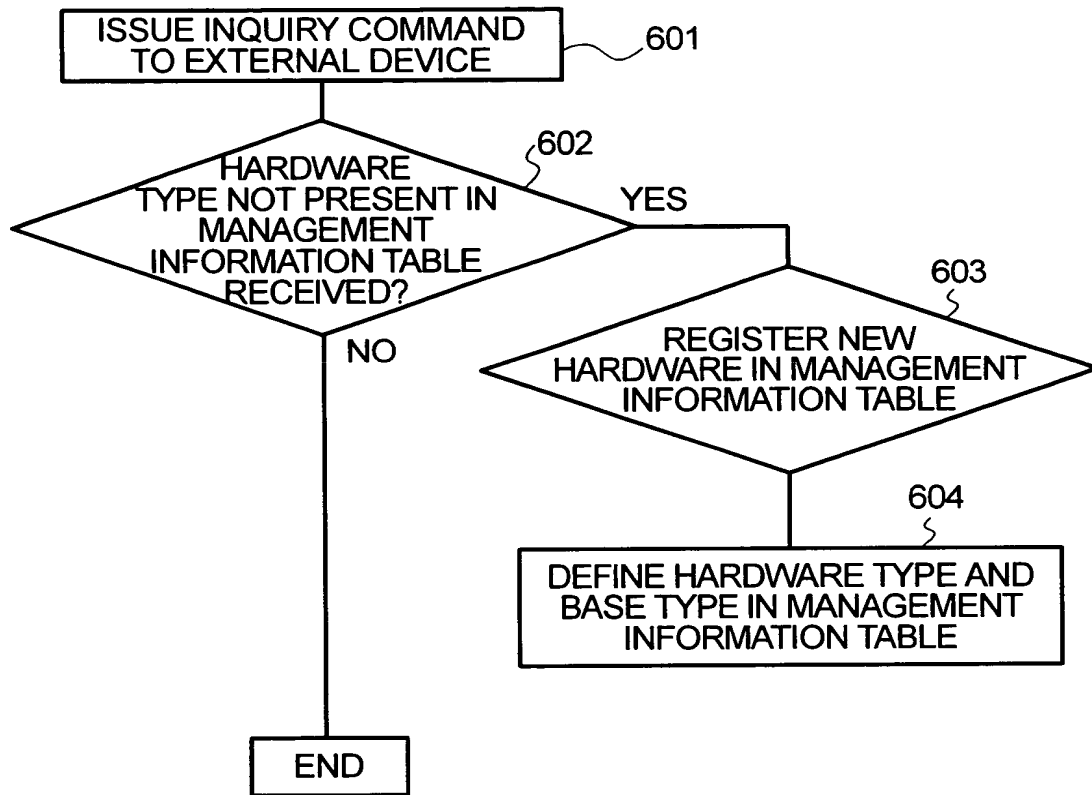 ISSUE INQUIRY COMMAND
TO EXTERNAL DEVICE
601
HARDWARE
TYPE NOT PRESENT IN
MANAGEMENT
INFORMATION TABLE
RECEIVED?
602
YES
NO
603
REGISTER NEW
HARDWARE IN MANAGEMENT
INFORMATION TABLE
604
DEFINE HARDWARE TYPE AND
BASE TYPE IN MANAGEMENT
INFORMATION TABLE
END